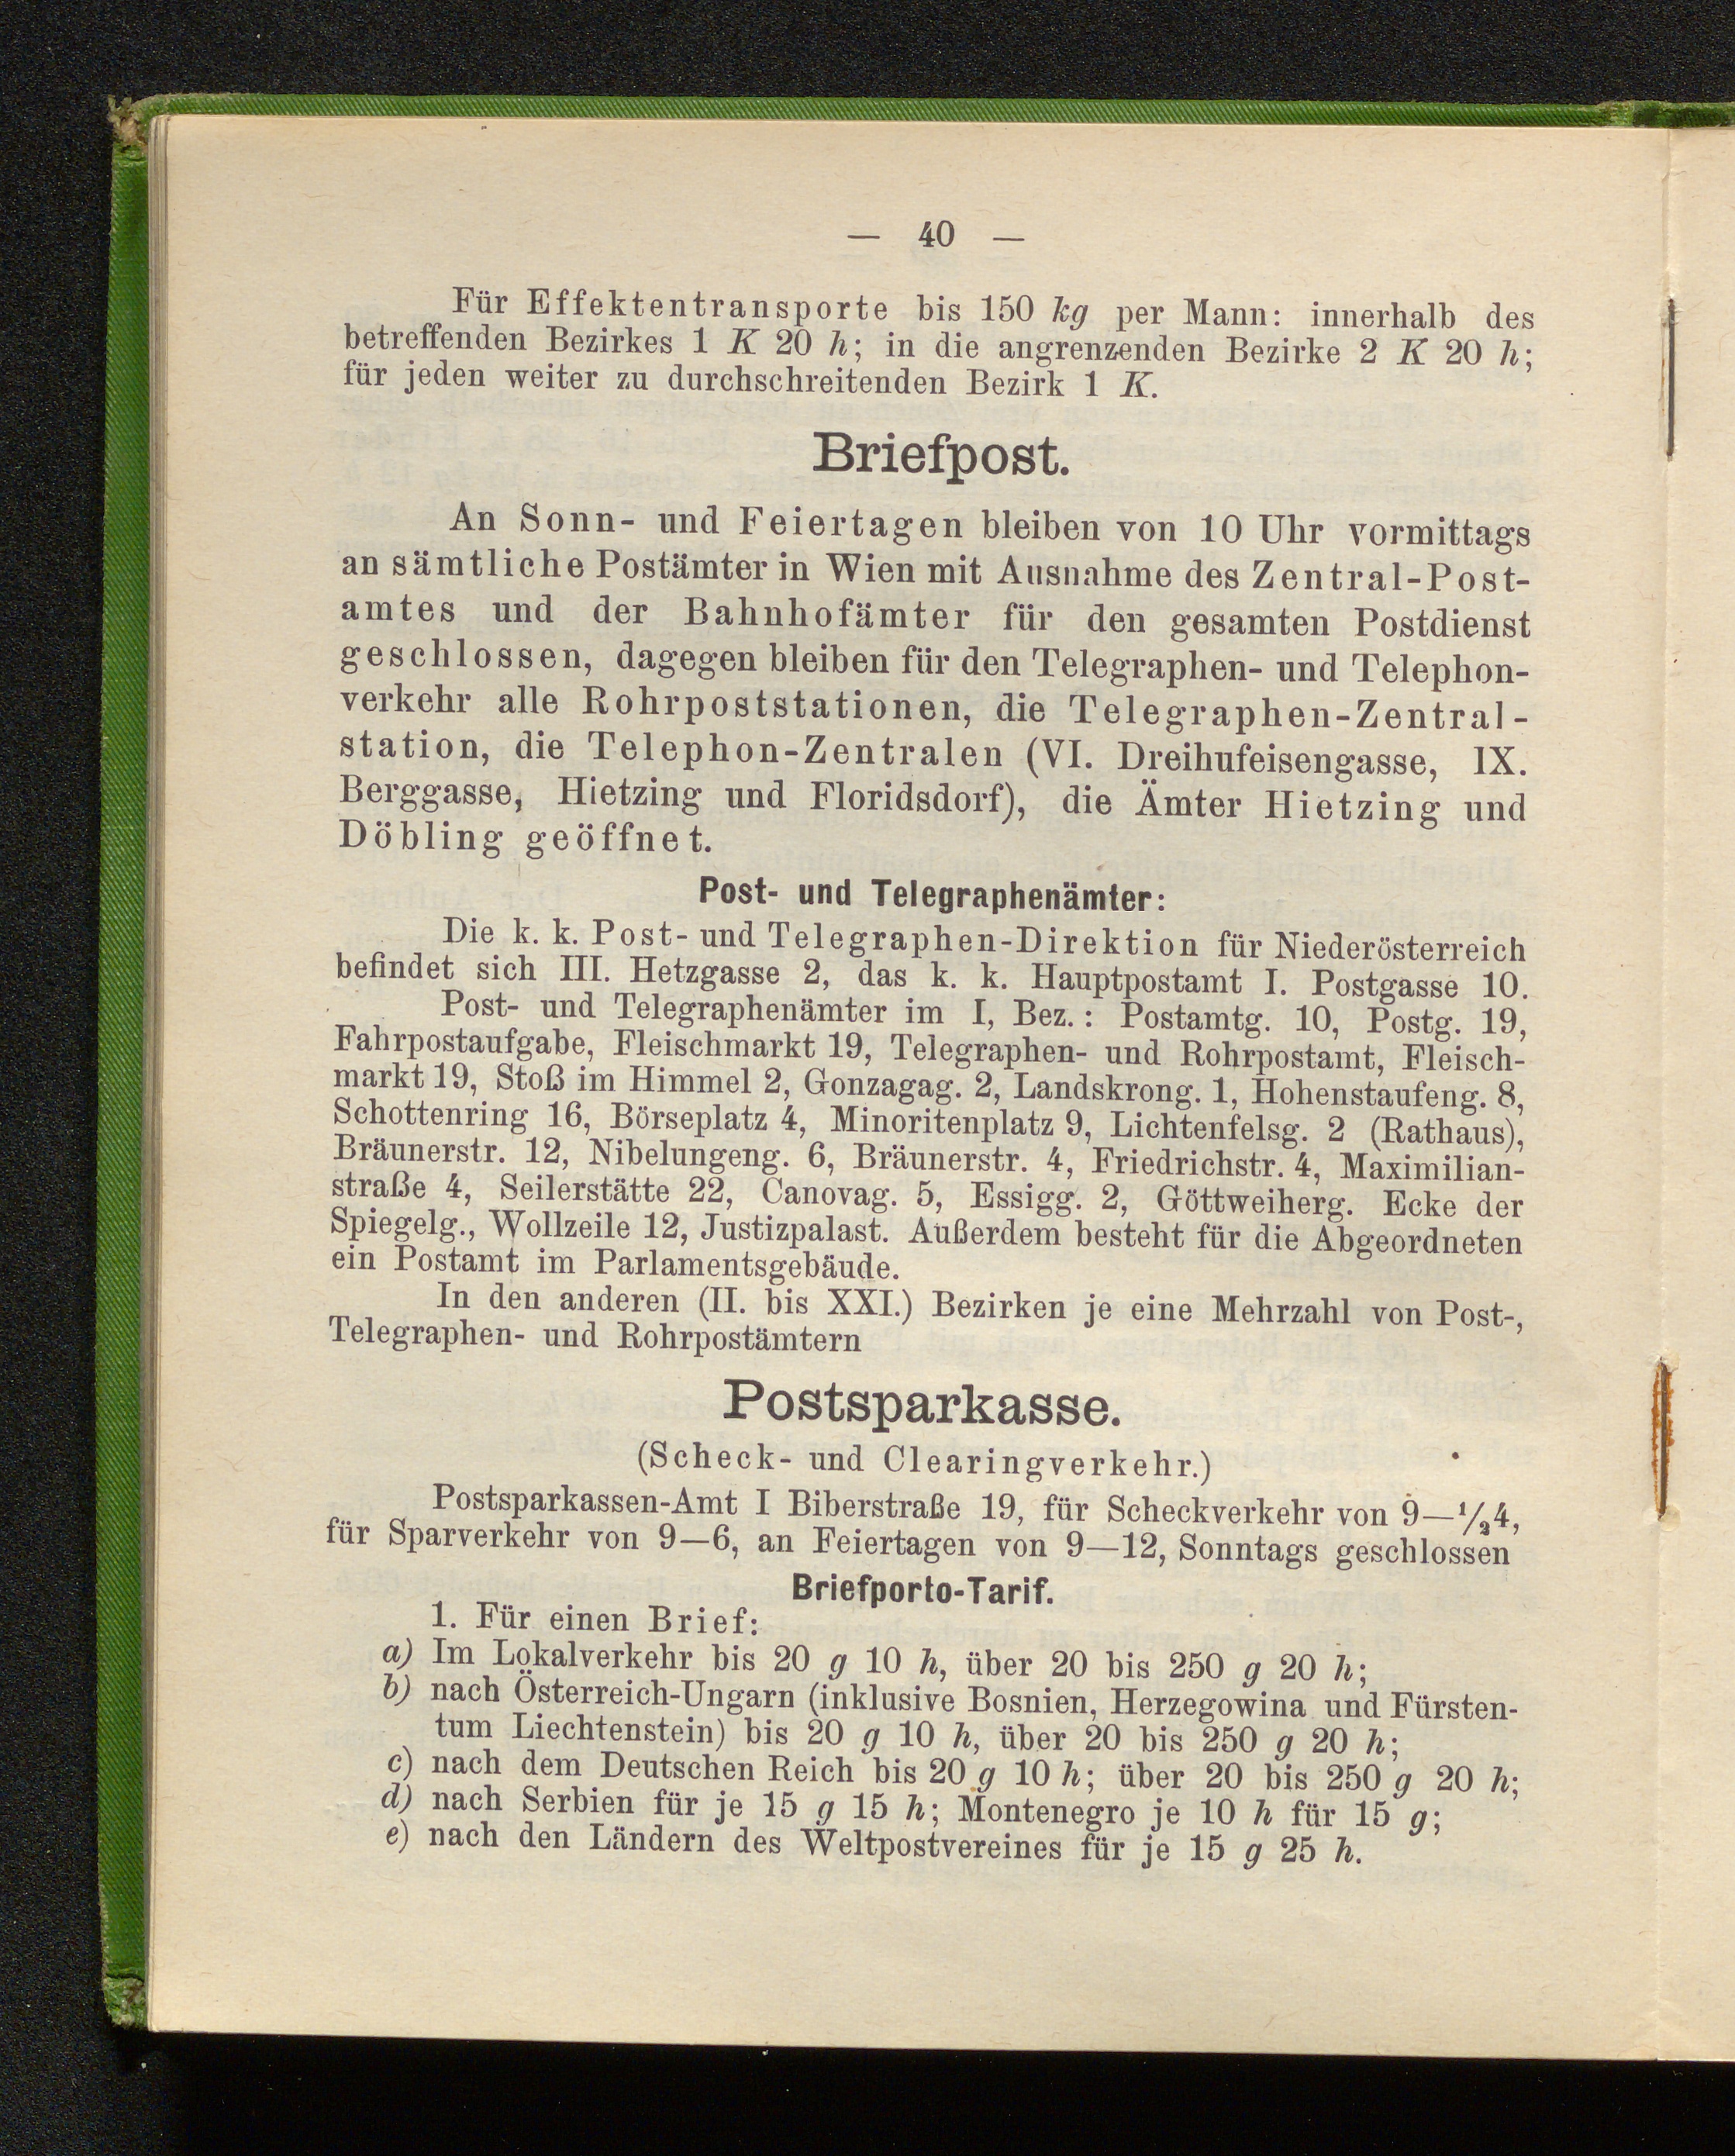 — 40 —
Für Effektentransporte bis 150 kg per Mann: innerhalb des
betreffenden Bezirkes 1 K 20 h; in die angrenzenden Bezirke 2 K 20 h;
für jeden weiter zu durchschreitenden Bezirk 1 K.
Briefpost.
An Sonn- und Feiertagen bleiben von 10 Uhr vormittags
an sämtliche Postämter in Wien mit Ausnahme des Zentral-Post-
amtes und der Bahnhofämter für den gesamten Postdienst
geschlossen, dagegen bleiben für den Telegraphen- und Telephon-
verkehr alle Rohrpoststationen, die Telegraphen-Zentral-
station, die Telephon-Zentralen (VI. Dreihufeisengasse, IX.
Berggasse, Hietzing und Floridsdorf), die Ämter Hietzing und
Döbling geöffnet.
Post- und Telegraphenämter:
Die k. k. Post- und Telegraphen-Direktion für Niederösterreich
befindet sich III. Hetzgasse 2, das k. k. Hauptpostamt I. Postgasse 10.
Post- und Telegraphenämter im I, Bez.: Postamtg. 10, Postg. 19,
Fahrpostaufgabe, Fleischmarkt 19, Telegraphen- und Rohrpostamt, Fleisch-
markt 19, Stoß im Himmel 2, Gonzagag. 2, Landskrong. 1, Hohenstaufeng. 8,
Schottenring 16, Börseplatz 4, Minoritenplatz 9, Lichtenfelsg. 2 (Rathaus),
Bräunerstr. 12, Nibelungeng. 6, Bräunerstr. 4, Friedrichstr. 4, Maximilian-
straße 4, Seilerstätte 22, Canovag. 5, Essigg. 2, Göttweiherg. Ecke der
Spiegelg., Wollzeile 12, Justizpalast. Außerdem besteht für die Abgeordneten
ein Postamt im Parlamentsgebäude.
In den anderen (II. bis XXI.) Bezirken je eine Mehrzahl von Post-,
Telegraphen- und Rohrpostämtern
Postsparkasse.
(Scheck- und Clearingverkehr.)
Postsparkassen-Amt I Biberstraße 19, für Scheckverkehr von 9—1/24,
für Sparverkehr von 9—6, an Feiertagen von 9—12, Sonntags geschlossen
Briefporto-Tarif.
1. Für einen Brief:
a) Im Lokalverkehr bis 20 g 10 h, über 20 bis 250 g 20 h;
b) nach Österreich-Ungarn (inklusive Bosnien, Herzegowina und Fürsten-
tum Liechtenstein) bis 20 g 10 h, über 20 bis 250 g 20 h;
c) nach dem Deutschen Reich bis 20 g 10 h; über 20 bis 250 g 20 h;
d) nach Serbien für je 15 g 15 h; Montenegro je 10 h für 15 g;
e) nach den Ländern des Weltpostvereines für je 15 g 25 h.